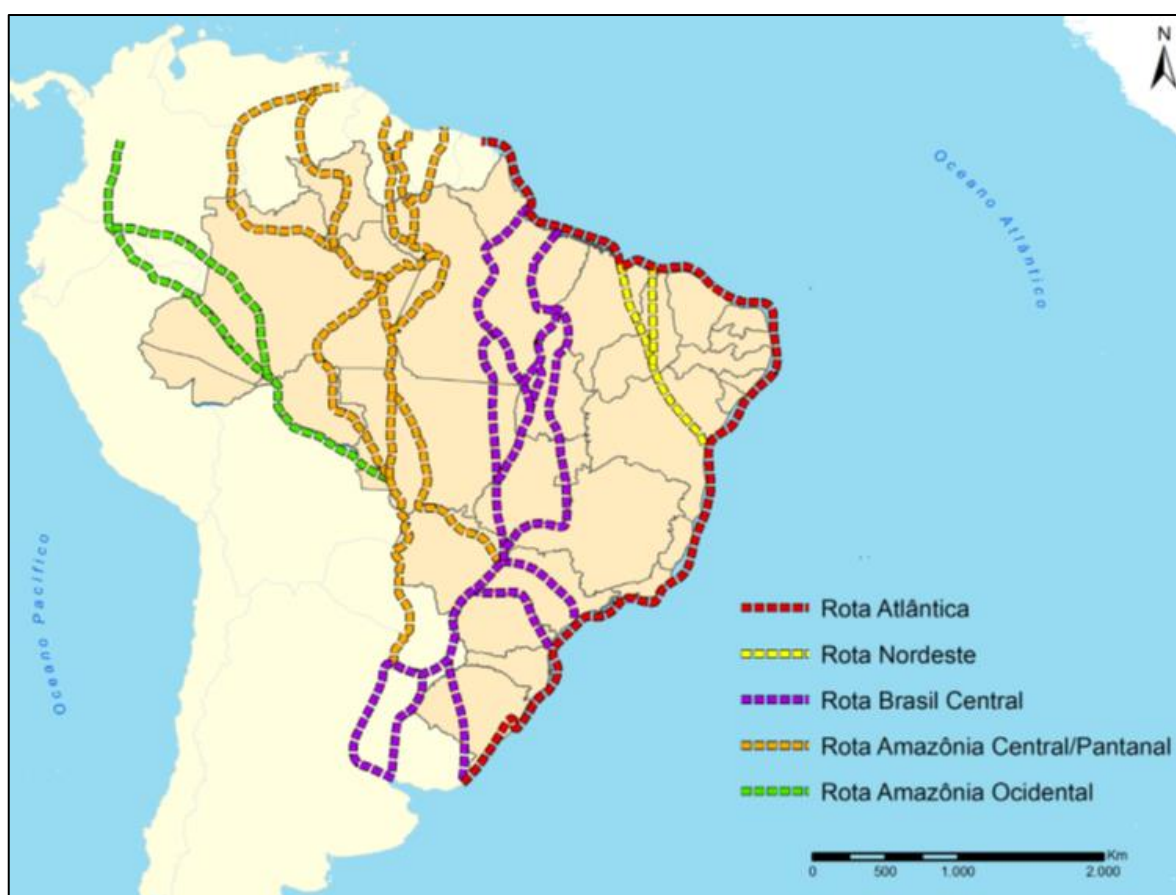 N
Oceano Atlântico
Oceano Pacífico
Rota Atlântica
Rota Nordeste
Rota Brasil Central
Rota Amazônia Central/Pantanal
Rota Amazônia Ocidental
Km
0 500 1.000 2.000